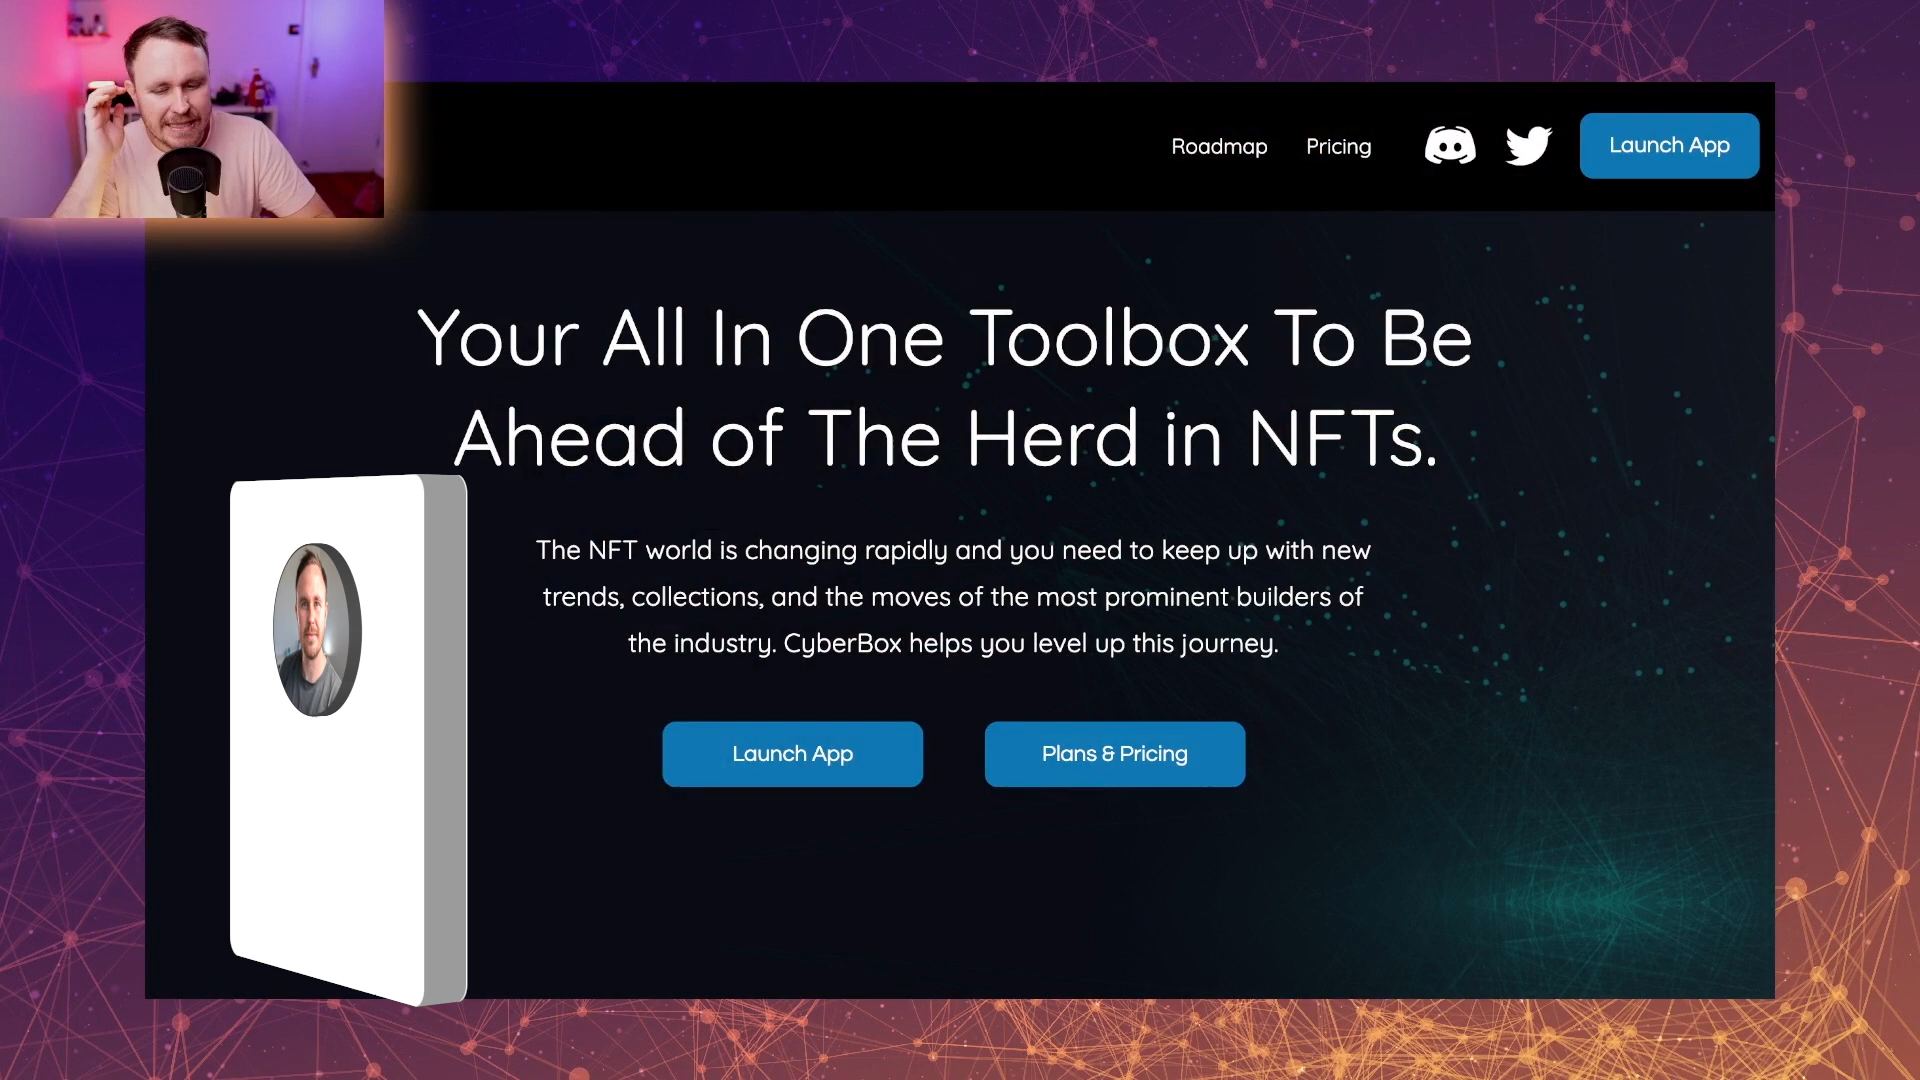 Roadmap Pricing Launch App
Your All In One Toolbox To Be
Ahead of The Herd in NFTs.
The NFT world is changing rapidly and you need to keep up with new
trends, collections, and the moves of the most prominent builders of
the industry. CyberBox helps you level up this journey.
Launch App Plans & Pricing